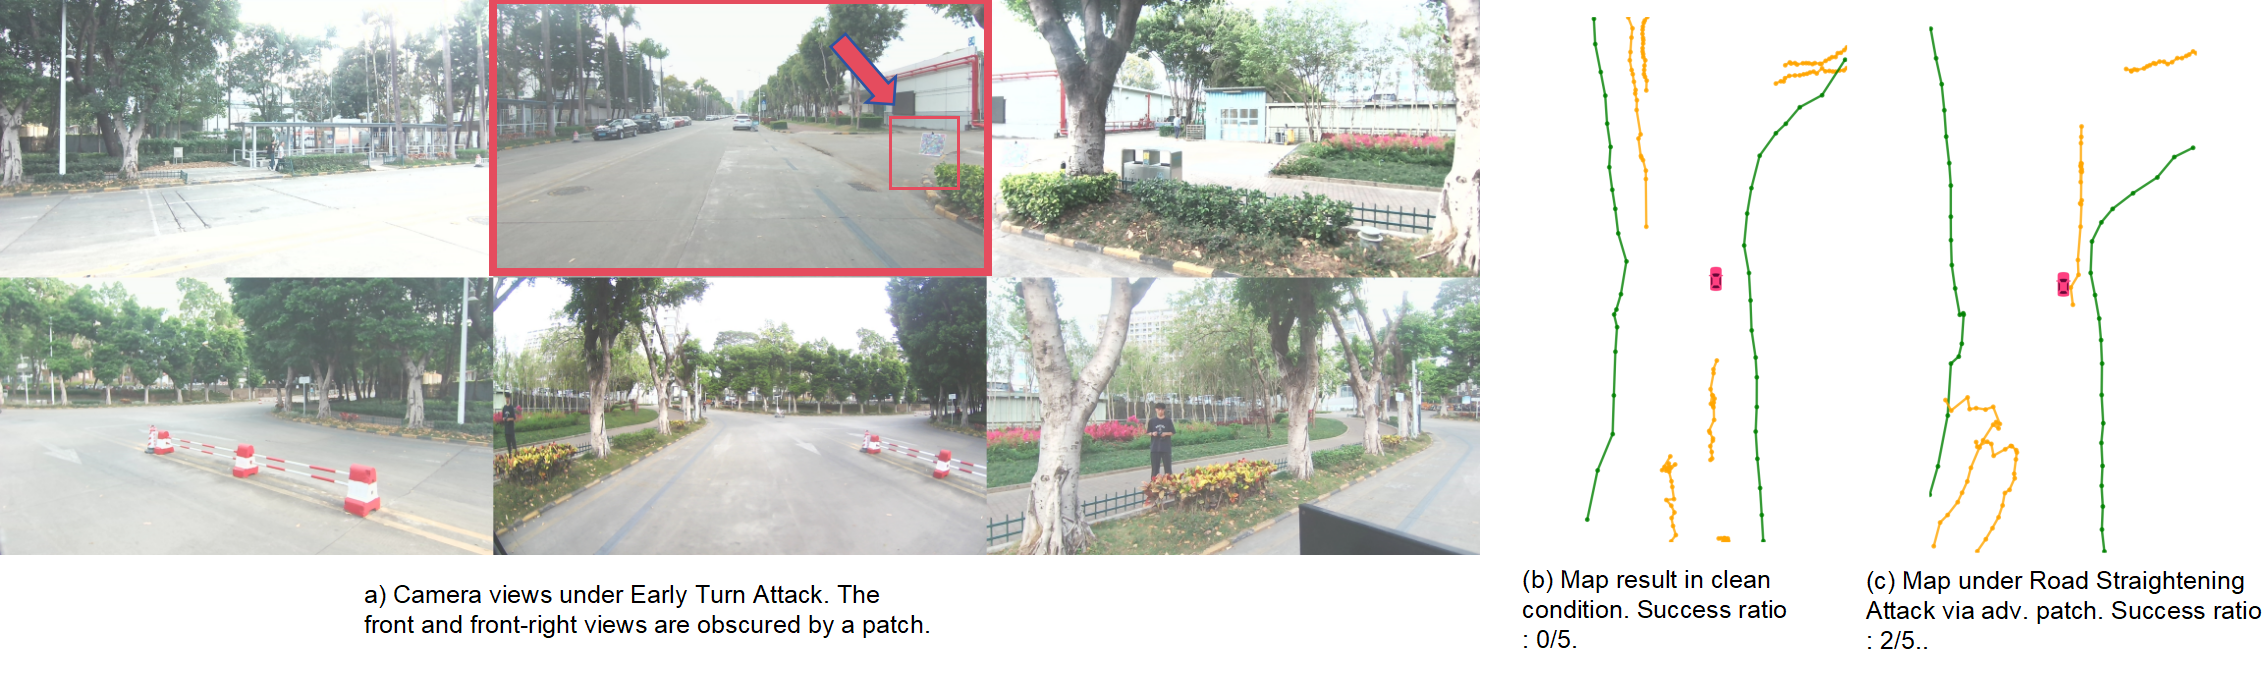 a) Camera views under Early Turn Attack. The
front and front-right views are obscured by a patch.
(b) Map result in clean
condition. Success ratio
: 0/5.
(c) Map under Road Straightening
Attack via adv. patch. Success ratio
: 2/5..